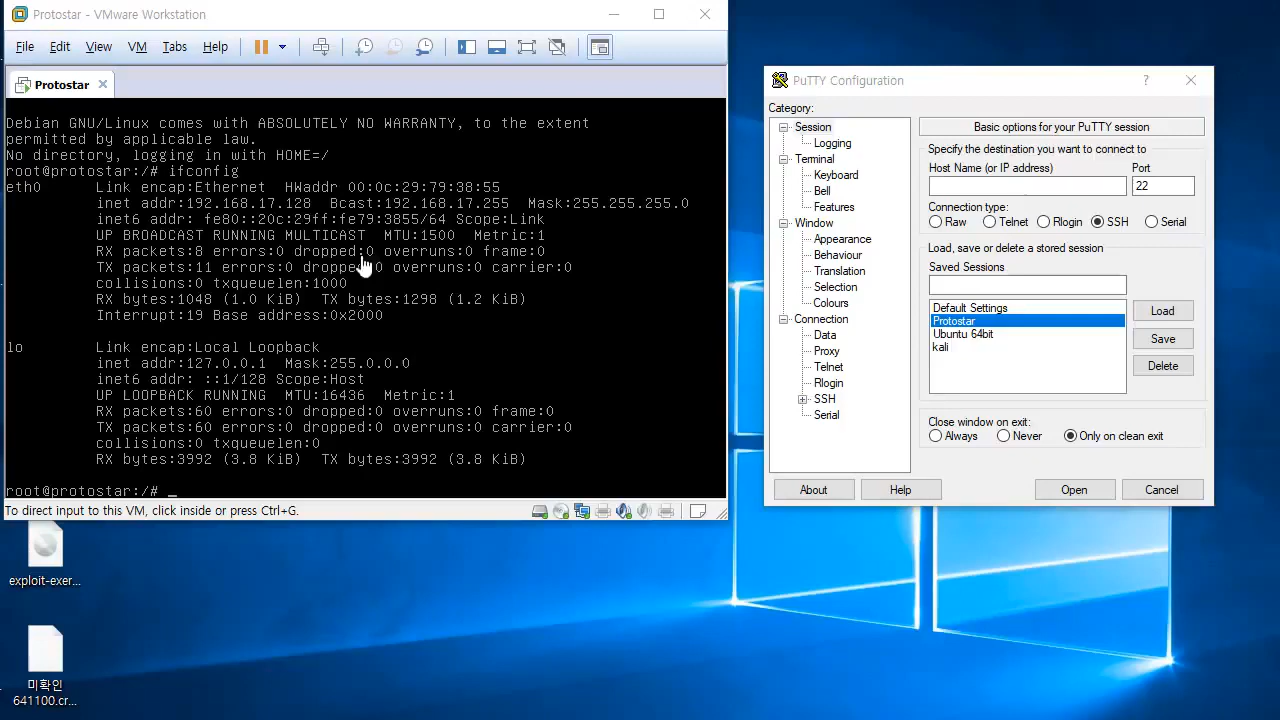 Protostar - VMware Workstation
File Edit View VM Tabs Help
Protostar
Debian GNU/Linux comes with ABSOLUTELY NO WARRANTY, to the extent
permitted by applicable law.
No directory, logging in with HOME=/
root@protostar:/# ifconfig
eth0 Link encap:Ethernet HWaddr 00:0c:29:79:38:55
inet addr:192.168.17.128 Bcast:192.168.17.255 Mask:255.255.255.0
inet6 addr: fe80::20c:29ff:fe79:3855/64 Scope:Link
UP BROADCAST RUNNING MULTICAST MTU:1500 Metric:1
RX packets:8 errors:0 dropped:0 overruns:0 frame:0
TX packets:11 errors:0 dropped:0 overruns:0 carrier:0
collisions:0 txqueuelen:1000
RX bytes:1048 (1.0 KiB) TX bytes:1298 (1.2 KiB)
Interrupt:19 Base address:0x2000
lo Link encap:Local Loopback
inet addr:127.0.0.1 Mask:255.0.0.0
inet6 addr: ::1/128 Scope:Host
UP LOOPBACK RUNNING MTU:16436 Metric:1
RX packets:60 errors:0 dropped:0 overruns:0 frame:0
TX packets:60 errors:0 dropped:0 overruns:0 carrier:0
collisions:0 txqueuelen:0
RX bytes:3992 (3.8 KiB) TX bytes:3992 (3.8 KiB)
root@protostar:/# _
To direct input to this VM, click inside or press Ctrl+G.
exploit-exer...
미확인
641100.cr...
PuTTY Configuration
Category:
Session
Logging
Terminal
Keyboard
Bell
Features
Window
Appearance
Behaviour
Translation
Selection
Colours
Connection
Data
Proxy
Telnet
Rlogin
SSH
Serial
Basic options for your PuTTY session
Specify the destination you want to connect to
Host Name (or IP address) Port
22
Connection type:
Raw Telnet Rlogin SSH Serial
Load, save or delete a stored session
Saved Sessions
Default Settings
Protostar
Ubuntu 64bit
kali
Load
Save
Delete
Close window on exit:
Always Never Only on clean exit
About Help Open Cancel